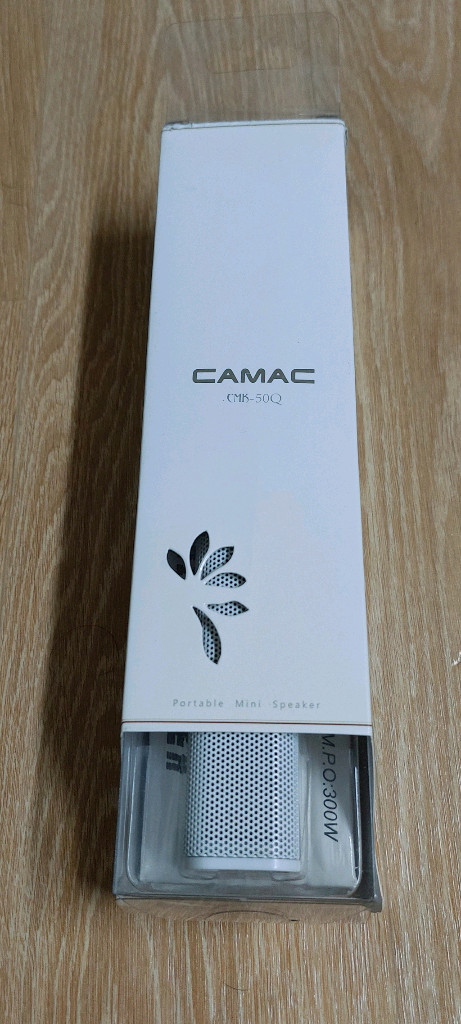 CAMAC
CMK-50Q
Portable Mini Speaker
M.P.O:300W